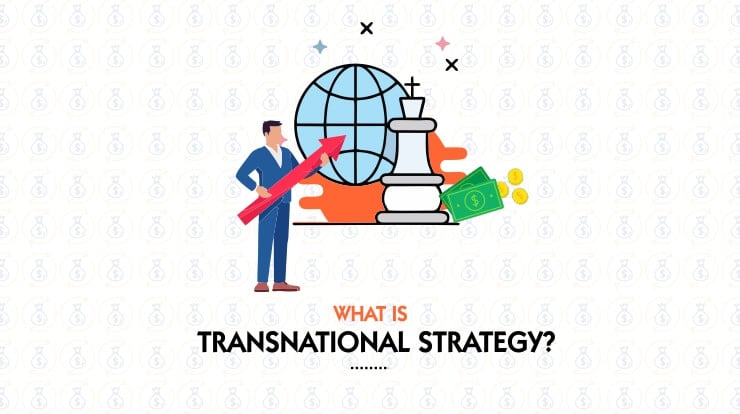 WHAT IS
TRANSNATIONAL STRATEGY?